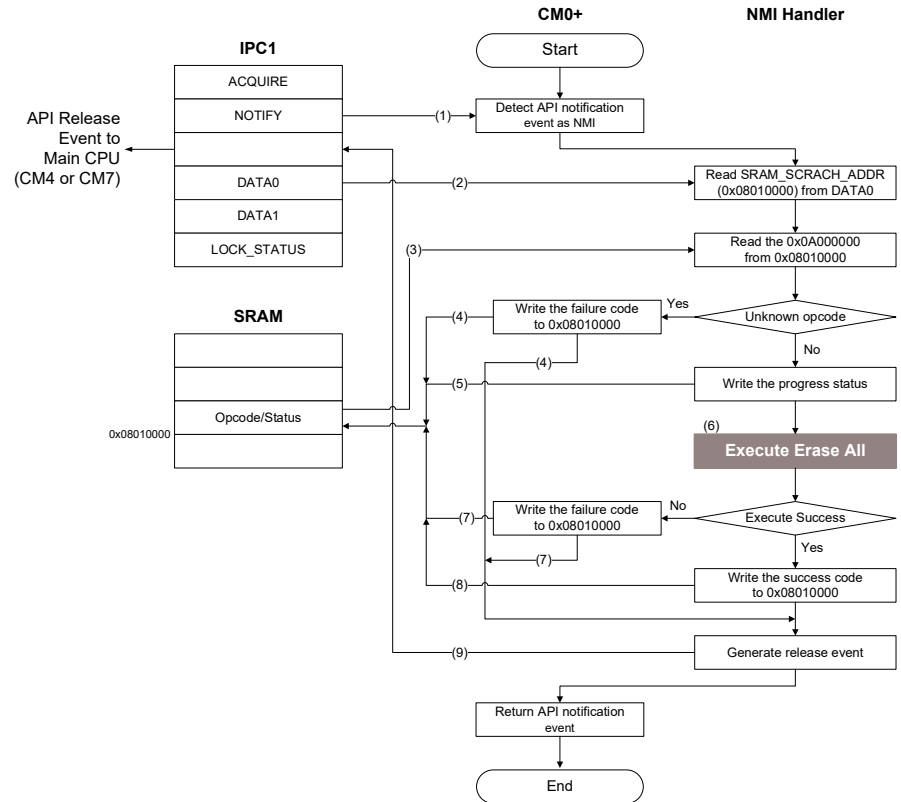 CM0+
NMI Handler
IPC1
Start
ACQUIRE
NOTIFY
(1)
Detect API notification
event as NMI
API Release
Event to
Main CPU
(CM4 or CM7)
DATA0
(2)
Read SRAM_SCRACH_ADDR
(0x08010000) from DATA0
DATA1
LOCK_STATUS
(3)
Read the 0x0A000000
from 0x08010000
SRAM
(4)
Write the failure code
to 0x08010000
Yes
Unknown opcode
No
(4)
(5)
Write the progress status
Opcode/Status
0x08010000
(6)
Execute Erase All
(7)
Write the failure code
to 0x08010000
No
Execute Success
Yes
(7)
(8)
Write the success code
to 0x08010000
(9)
Generate release event
Return API notification
event
End